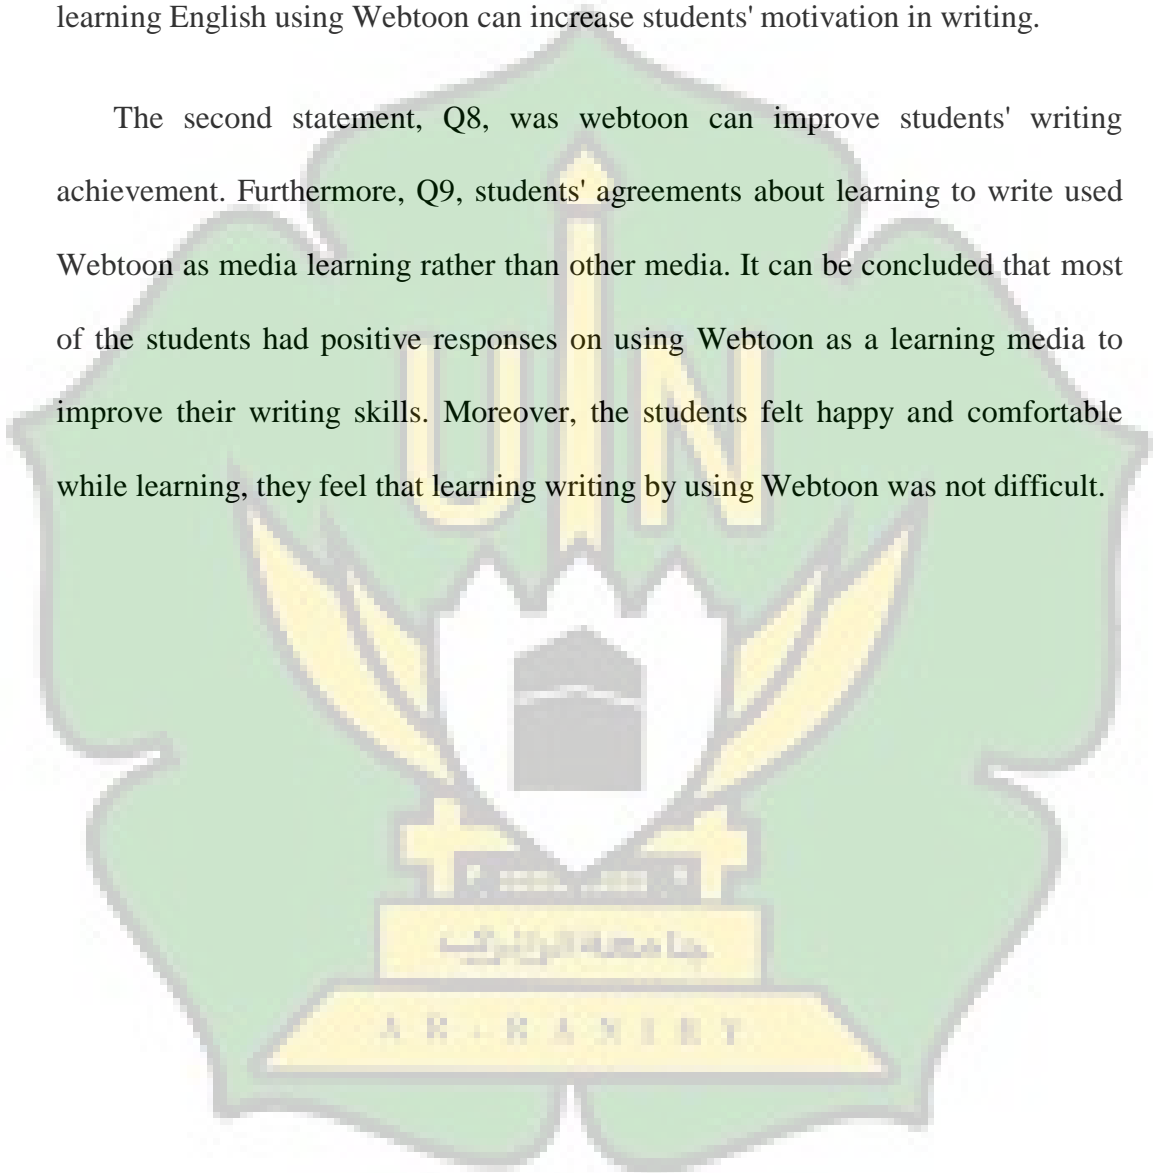 learning English using Webtoon can increase students' motivation in writing.
The second statement, Q8, was webtoon can improve students' writing
achievement. Furthermore, Q9, students' agreements about learning to write used
Webtoon as media learning rather than other media. It can be concluded that most
of the students had positive responses on using Webtoon as a learning media to
improve their writing skills. Moreover, the students felt happy and comfortable
while learning, they feel that learning writing by using Webtoon was not difficult.
UIN
جامعة الرانيري
AR-RANIRY